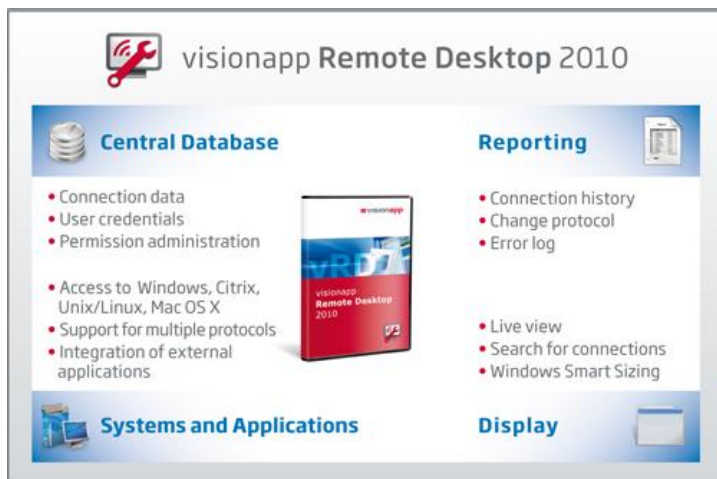 visionapp Remote Desktop 2010
Central Database
• Connection data
• User credentials
• Permission administration
• Access to Windows, Citrix,
Unix/Linux, Mac OS X
• Support for multiple protocols
• Integration of external
applications
Systems and Applications
visionapp
vRD
visionapp
Remote Desktop
2010
Reporting
• Connection history
• Change protocol
• Error log
• Live view
• Search for connections
• Windows Smart Sizing
Display